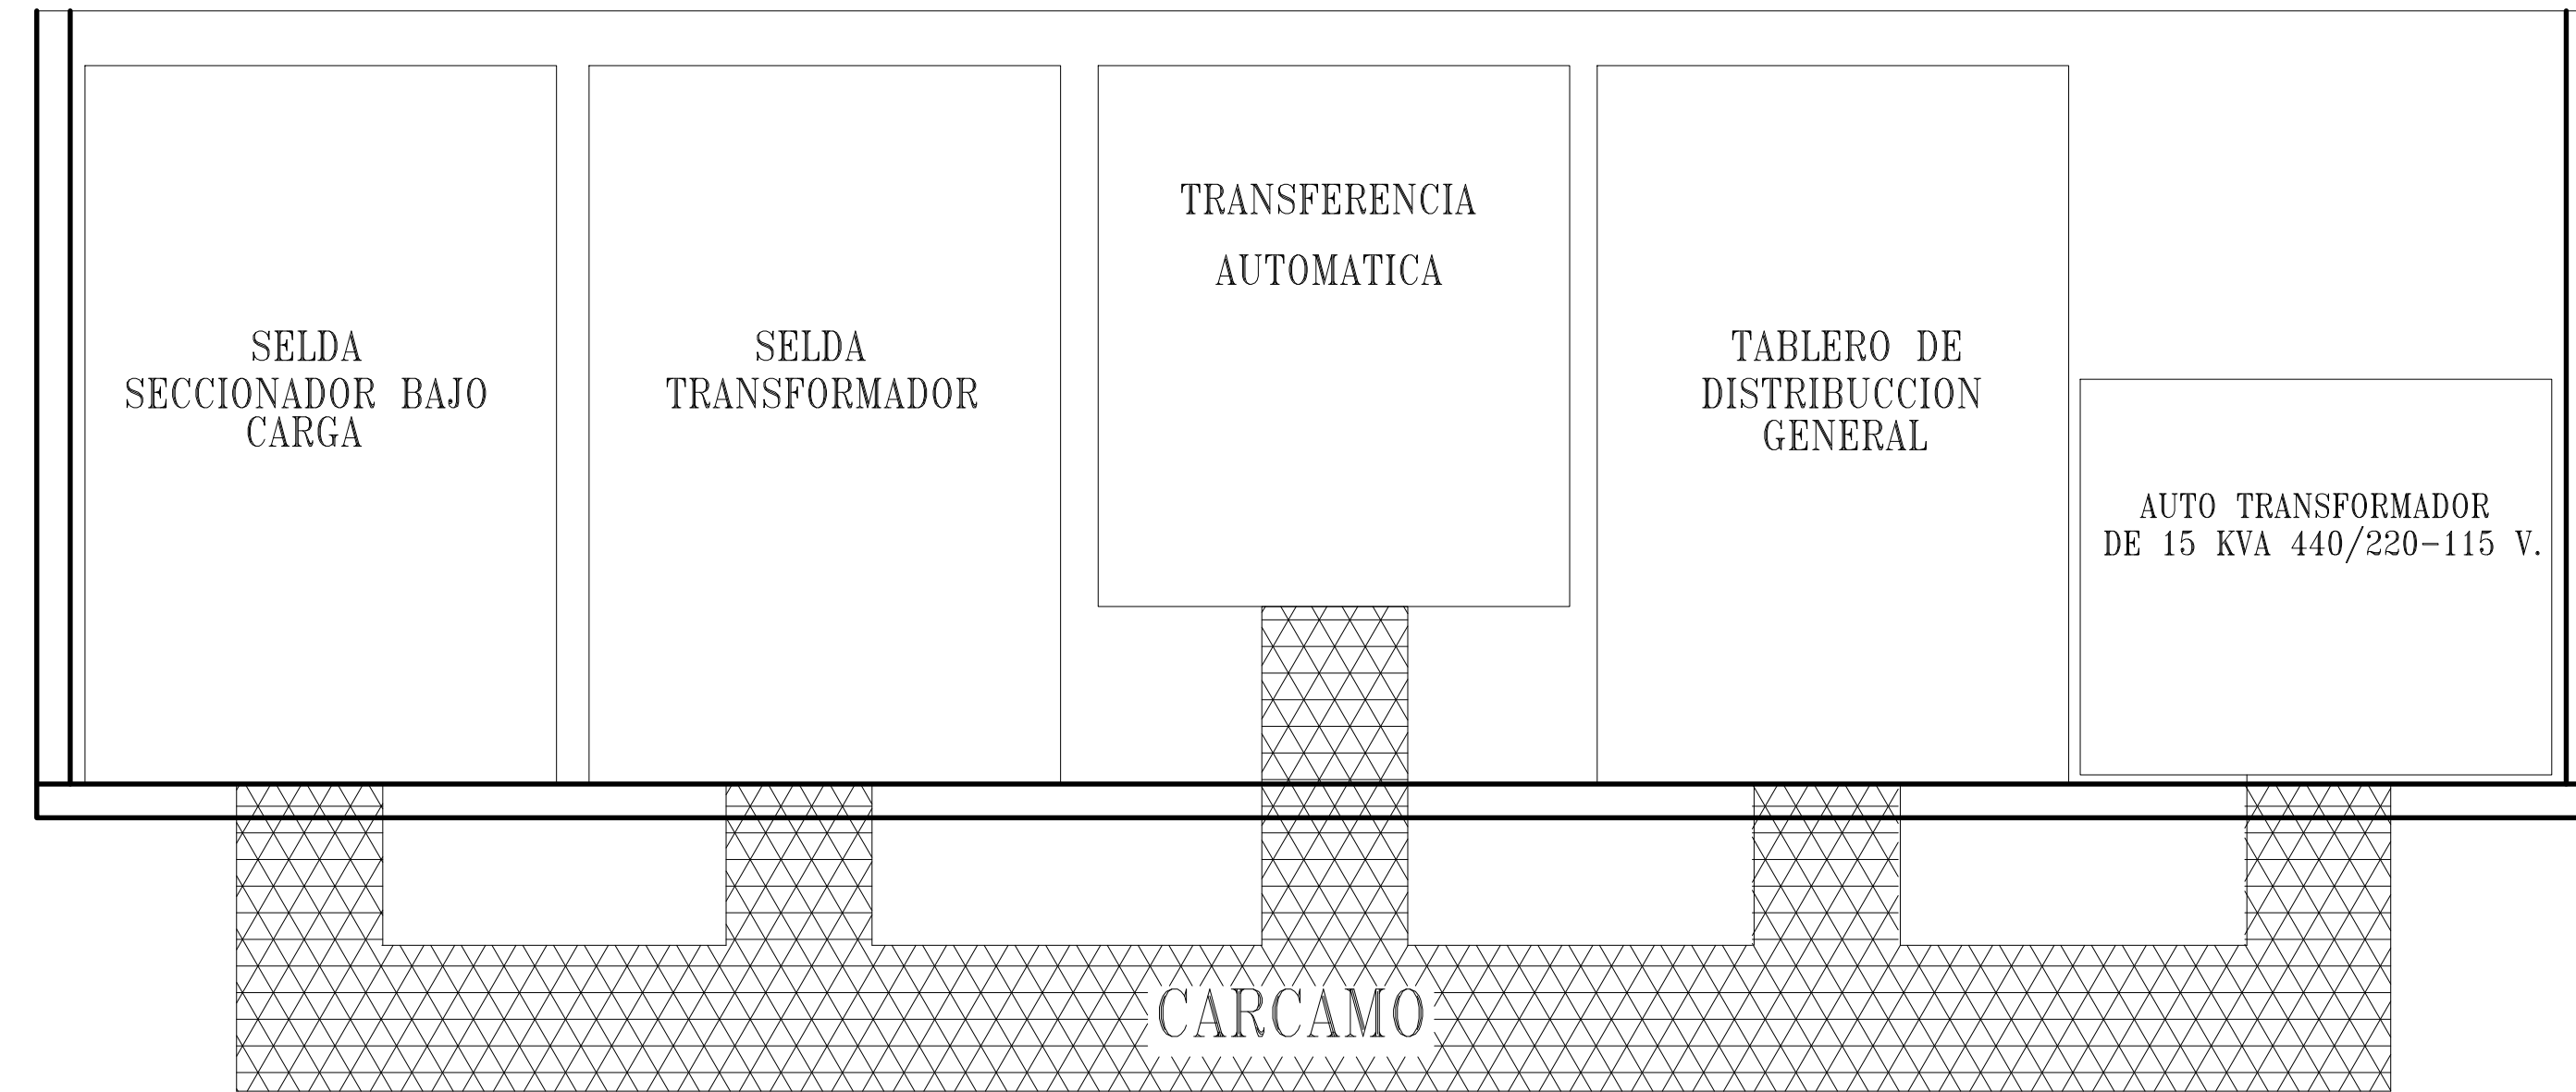 SELDA
SECCIONADOR BAJO
CARGA
SELDA
TRANSFORMADOR
TRANSFERENCIA
AUTOMATICA
TABLERO DE
DISTRIBUCCION
GENERAL
AUTO TRANSFORMADOR
DE 15 KVA 440/220-115 V.
CARCAMO